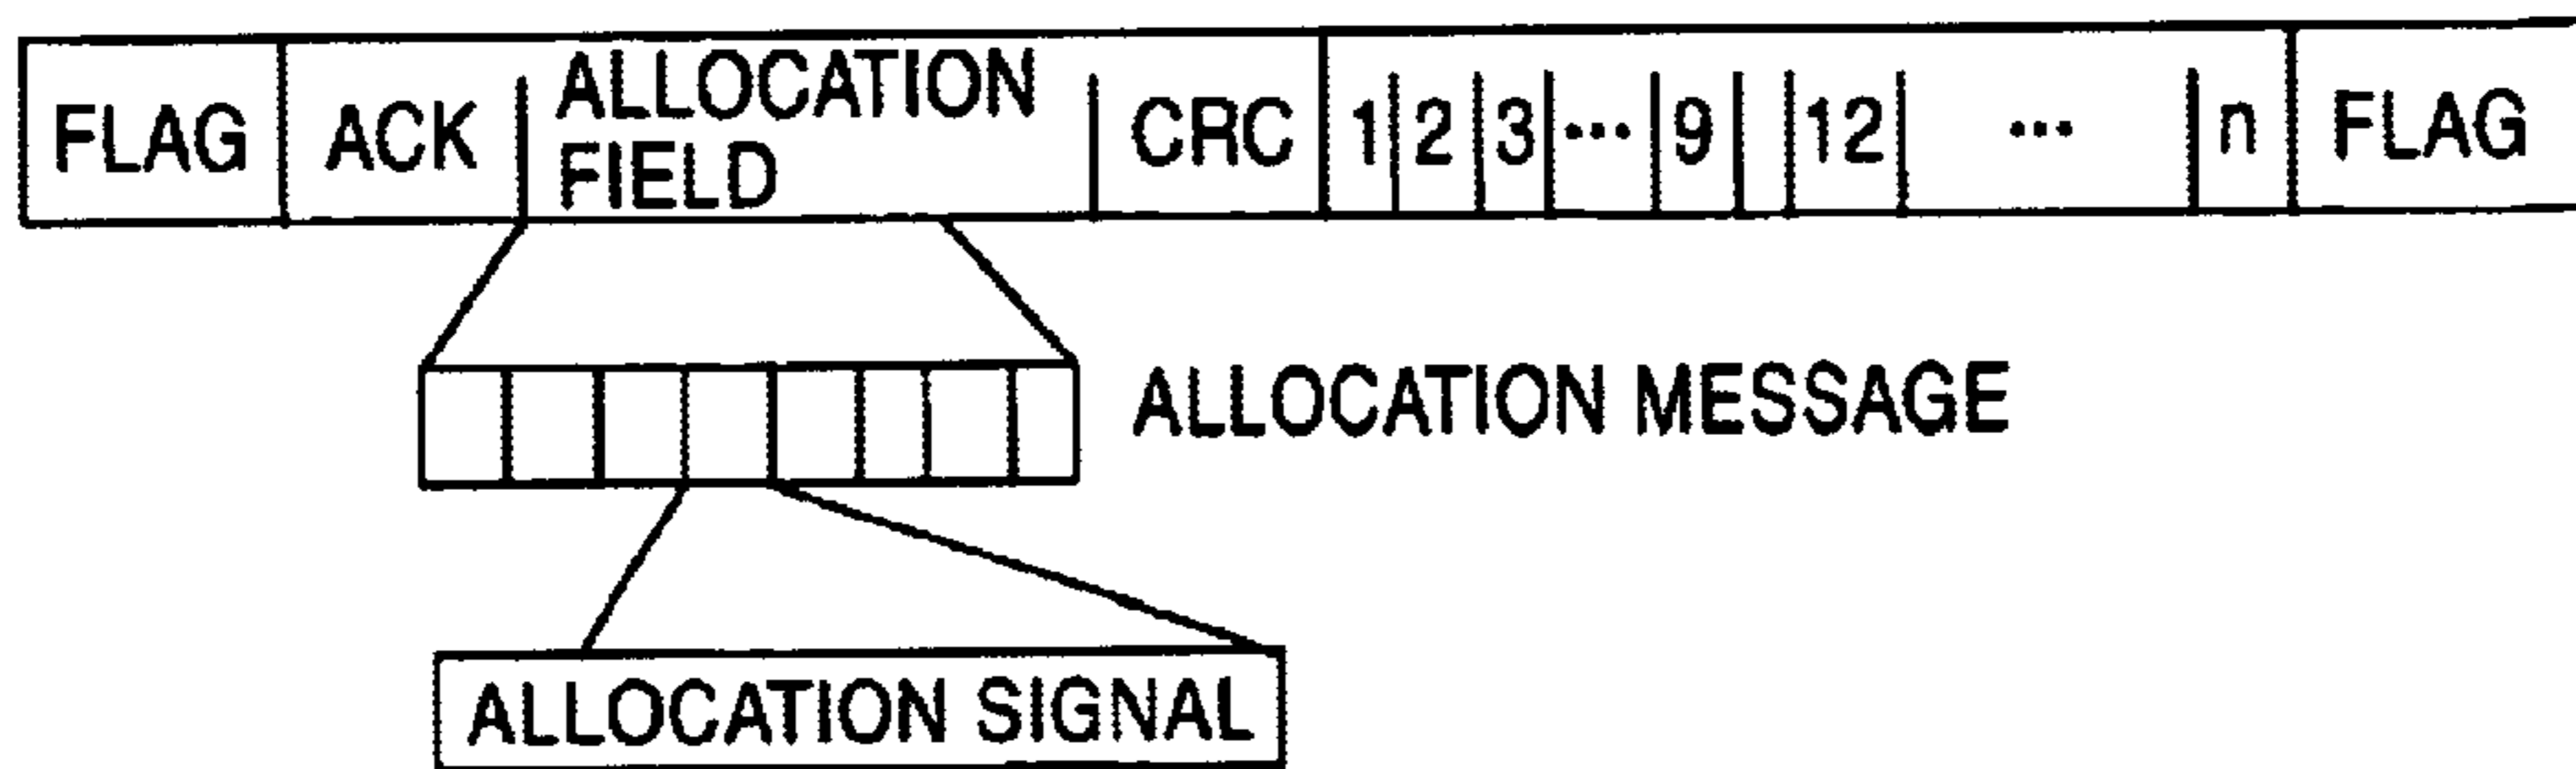 FLAG ACK ALLOCATION FIELD CRC 1 2 3 ... 9 12 ... n FLAG
ALLOCATION MESSAGE
ALLOCATION SIGNAL